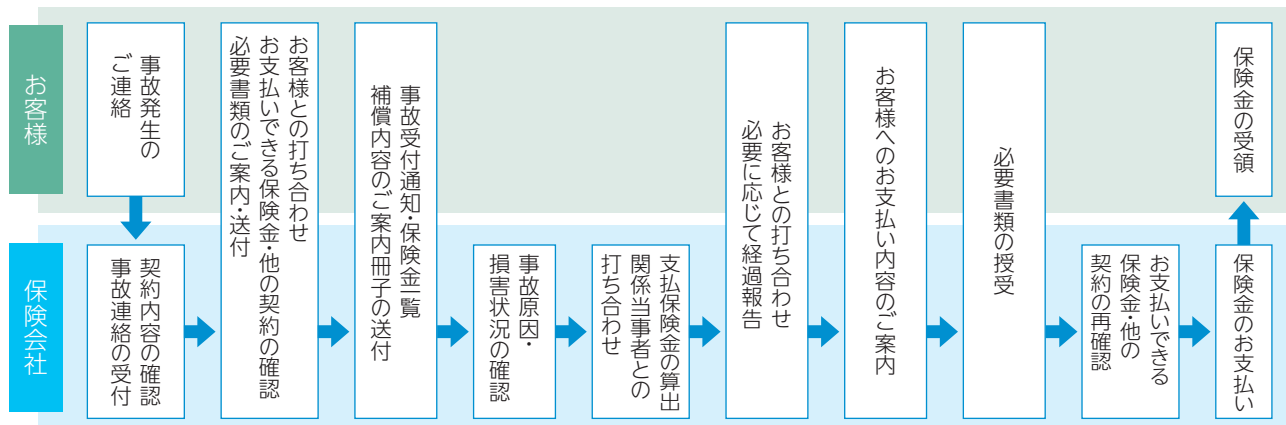 お客様
保険会社
事故発生の
ご連絡
契約内容の確認
事故連絡の受付
お客様との打ち合わせ
お支払いできる保険金・他の契約の確認
必要書類のご案内・送付
事故受付通知・保険金一覧
補償内容のご案内冊子の送付
事故原因・
損害状況の確認
支払保険金の算出
関係当事者との
打ち合わせ
お客様との打ち合わせ
必要に応じて経過報告
お客様へのお支払い内容のご案内
必要書類の授受
お支払いできる
保険金・他の
契約の再確認
保険金のお支払い
保険金の受領